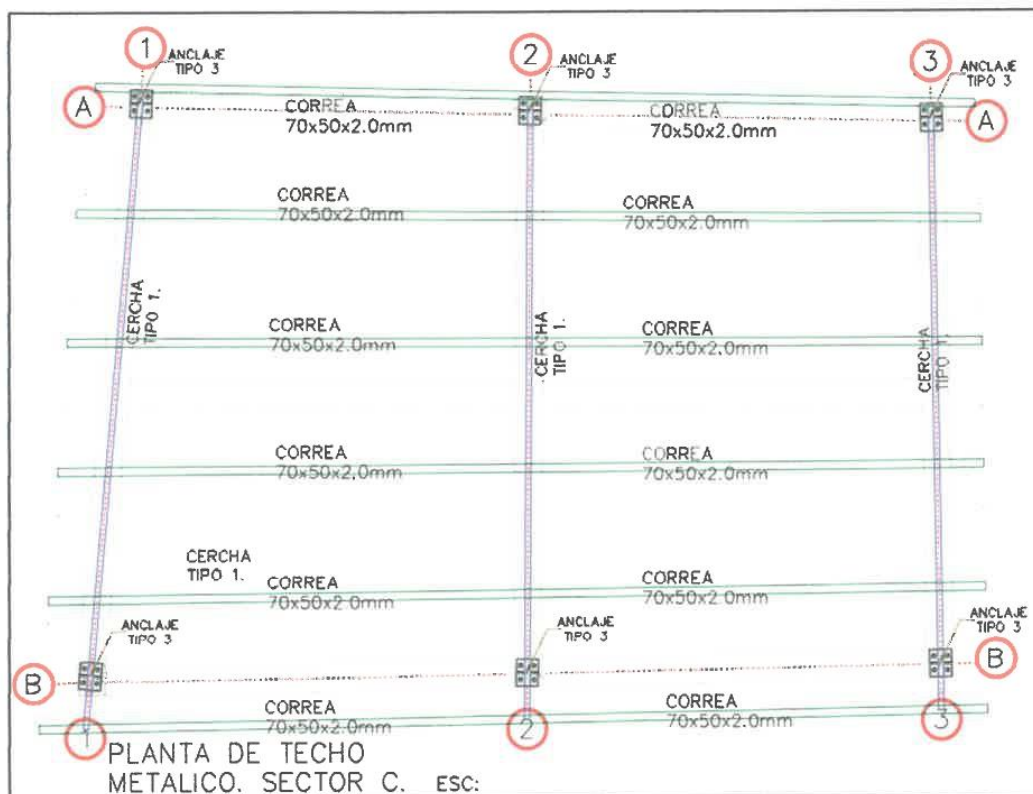 1
ANCLAJE
TIPO 3
2
ANCLAJE
TIPO 3
3
ANCLAJE
TIPO 3
A
CORREA
70x50x2.0mm
CORREA
70x50x2.0mm
A
CORREA
70x50x2.0mm
CORREA
70x50x2.0mm
CERCHA
TIPO 1.
CORREA
70x50x2.0mm
CERCHA
TIPO 1.
CORREA
70x50x2.0mm
CERCHA
TIPO 1.
CORREA
70x50x2.0mm
CORREA
70x50x2.0mm
CERCHA
TIPO 1.
CORREA
70x50x2.0mm
CORREA
70x50x2.0mm
ANCLAJE
TIPO 3
ANCLAJE
TIPO 3
ANCLAJE
TIPO 3
B
B
CORREA
70x50x2.0mm
CORREA
70x50x2.0mm
2
3
PLANTA DE TECHO
METALICO. SECTOR C. ESC: